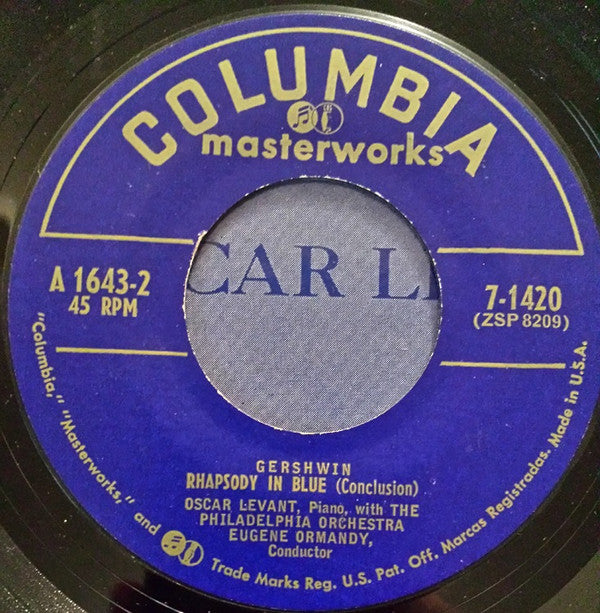 COLUMBIA
masterworks
CAR L
A 1643-2
45 RPM
7-1420
(ZSP 8209)
GERSHWIN
RHAPSODY IN BLUE (Conclusion)
OSCAR LEVANT, Piano, with THE
PHILADELPHIA ORCHESTRA
EUGENE ORMANDY,
Conductor
"Columbia," "Masterworks," and Trade Marks Reg. U.S. Pat. Off. Marcas Registradas. Made in U.S.A.